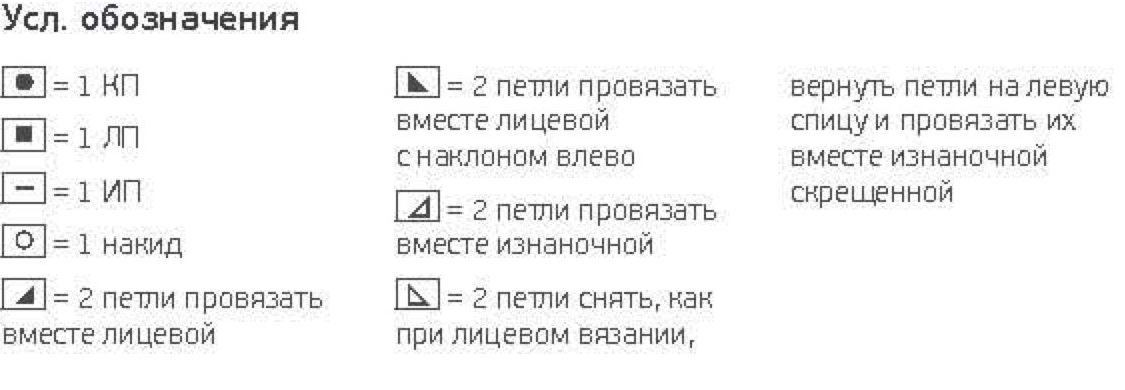 Усл. обозначения
= 1 КП
= 1 ЛП
= 1 ИП
= 1 накид
= 2 петли провязать
вместе лицевой
= 2 петли провязать
вместе лицевой
с наклоном влево
= 2 петли провязать
вместе изнаночной
= 2 петли снять, как
при лицевом вязании,
вернуть петли на левую
спицу и провязать их
вместе изнаночной
скрещенной